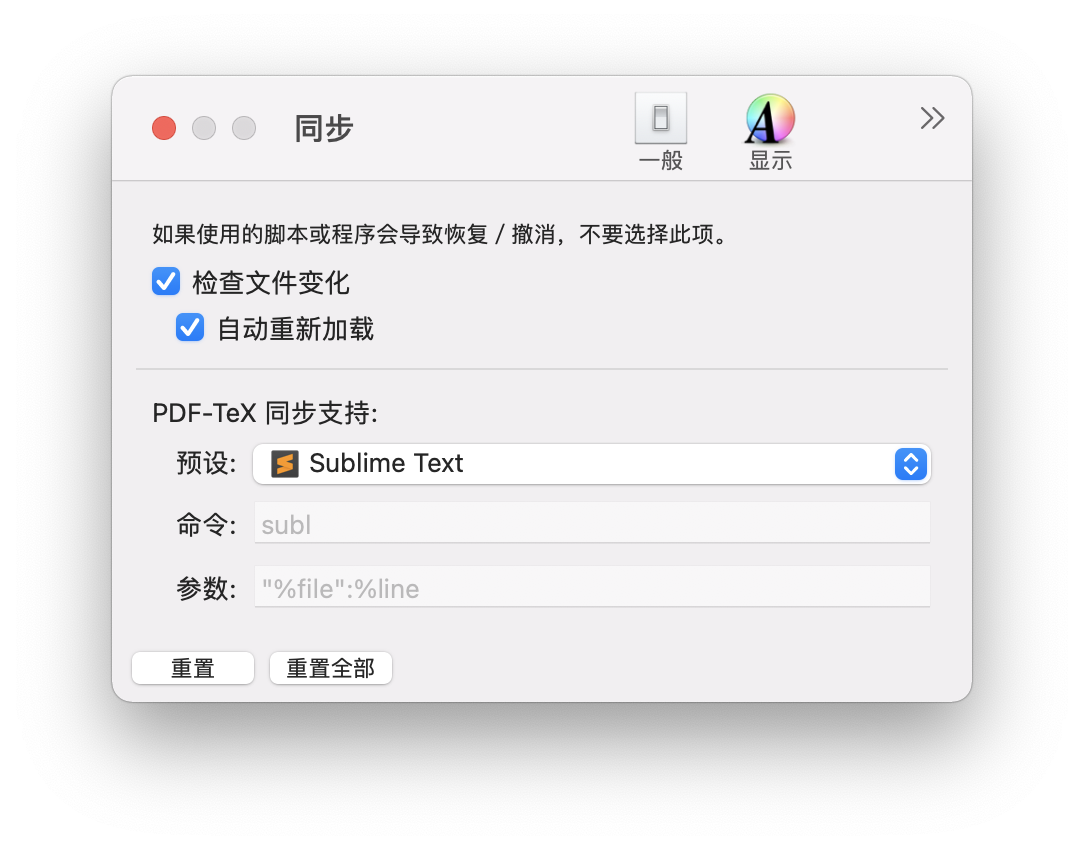 同步
一般
显示
如果使用的脚本或程序会导致恢复 / 撤消，不要选择此项。
检查文件变化
自动重新加载
PDF-TeX 同步支持:
预设: Sublime Text
命令: subl
参数: "%file":%line
重置 重置全部